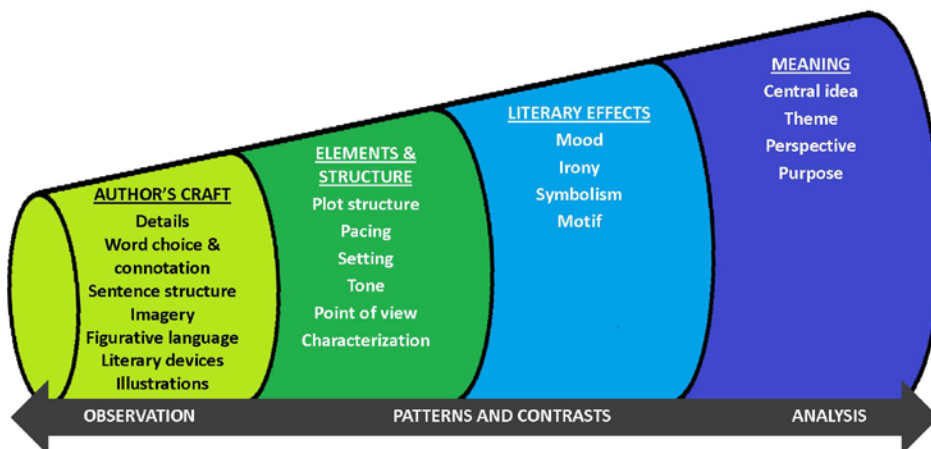 AUTHOR'S CRAFT
Details
Word choice &
connotation
Sentence structure
Imagery
Figurative language
Literary devices
Illustrations
ELEMENTS &
STRUCTURE
Plot structure
Pacing
Setting
Tone
Point of view
Characterization
LITERARY EFFECTS
Mood
Irony
Symbolism
Motif
MEANING
Central idea
Theme
Perspective
Purpose
OBSERVATION
PATTERNS AND CONTRASTS
ANALYSIS